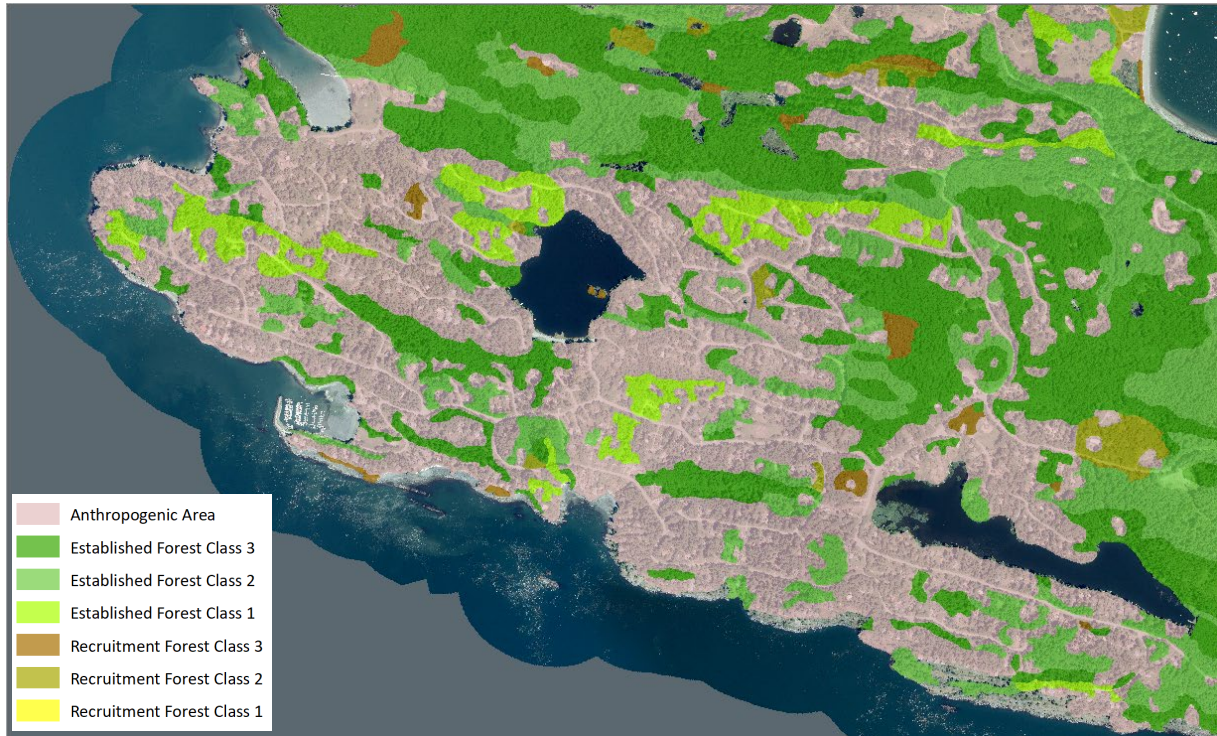 Anthropogenic Area
Established Forest Class 3
Established Forest Class 2
Established Forest Class 1
Recruitment Forest Class 3
Recruitment Forest Class 2
Recruitment Forest Class 1